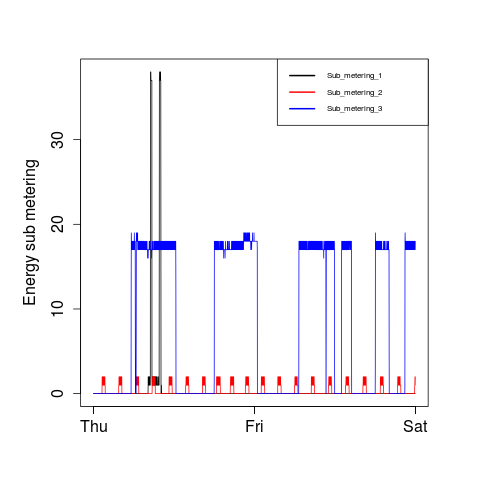 Sub_metering_1
Sub_metering_2
Sub_metering_3
Energy sub metering
30
20
10
0
Thu Fri Sat